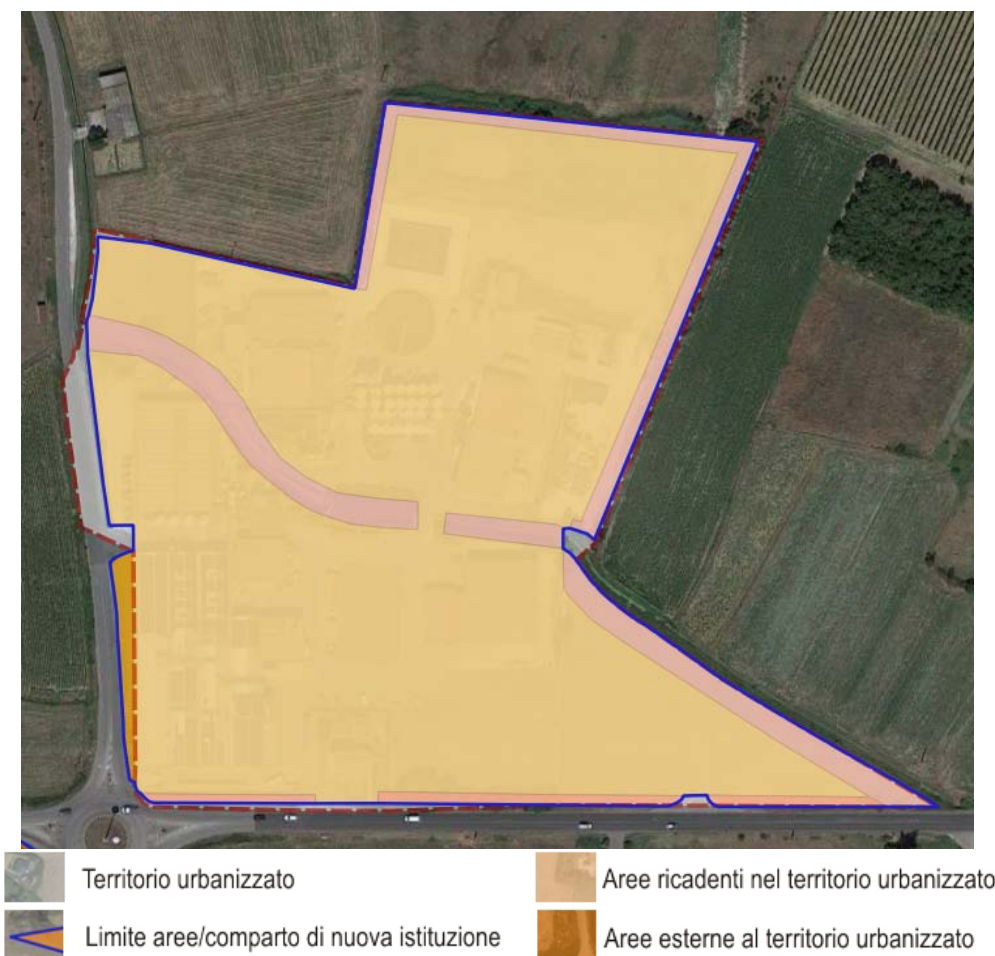 Territorio urbanizzato
Aree ricadenti nel territorio urbanizzato
Limite aree/comparto di nuova istituzione
Aree esterne al territorio urbanizzato